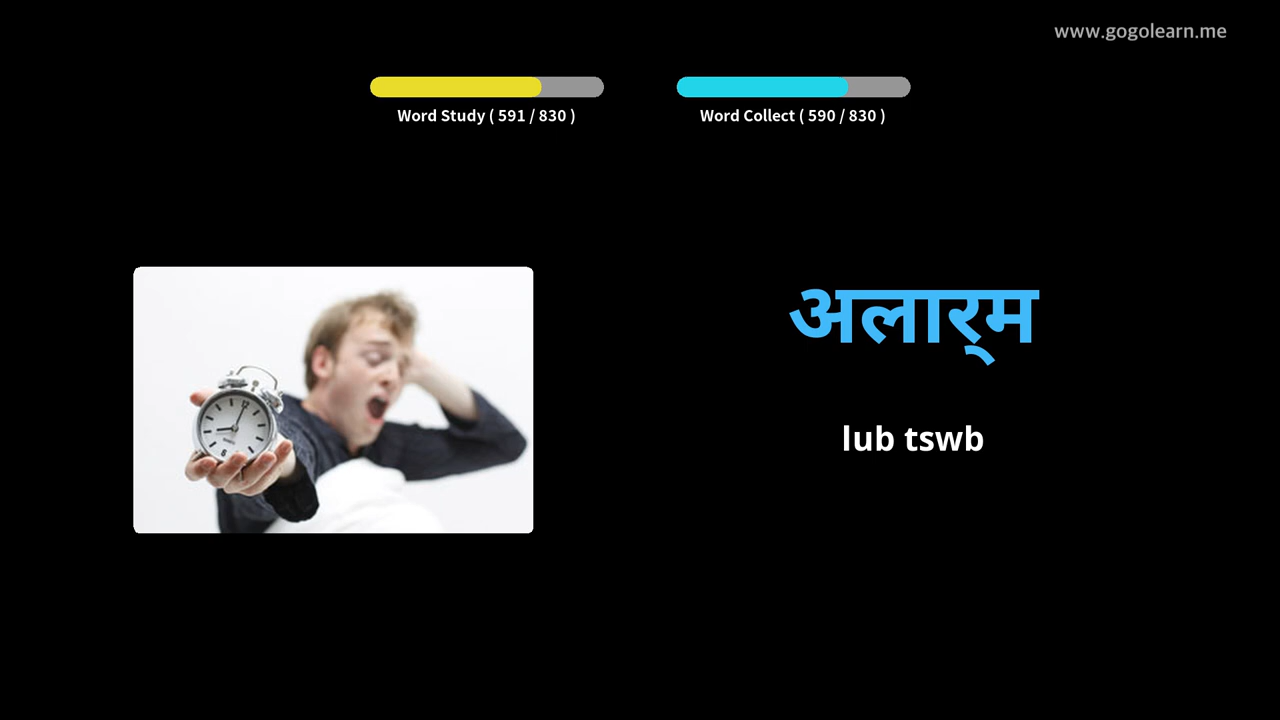 www.gogolearn.me
Word Study ( 591 / 830 )
Word Collect ( 590 / 830 )
अलार्‌म
lub tswb